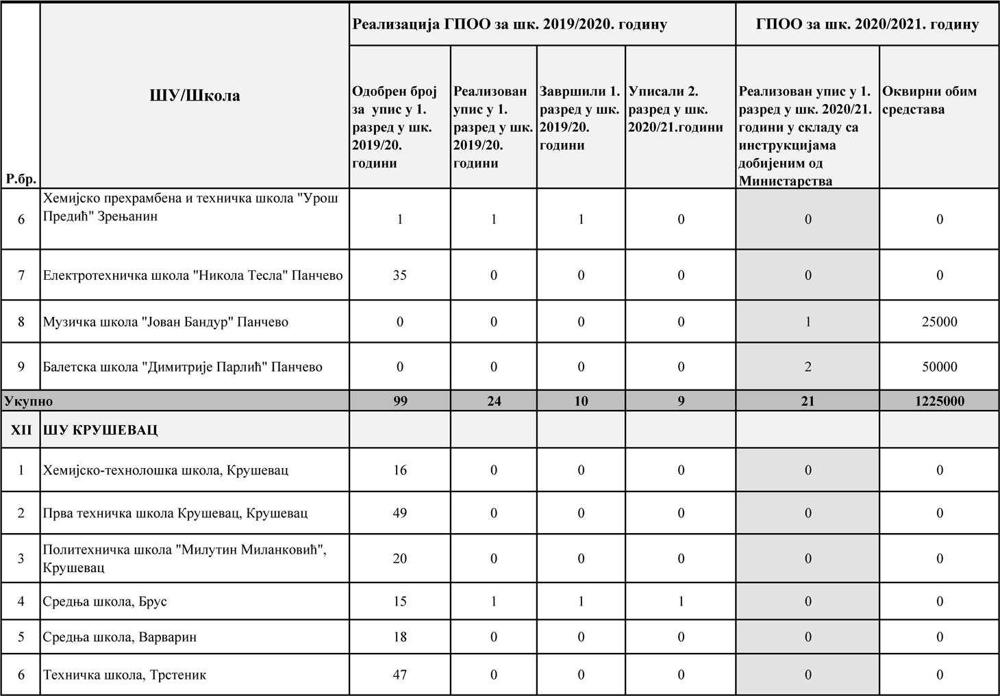 Реализација ГПОО за шк. 2019/2020. годину ГПОО за шк. 2020/2021. годину
Р.бр.
ШУ/Школа
Одобрен број
за упис у 1.
разред у шк.
2019/20.
години
Реализован
упис у 1.
разред у шк.
2019/20.
години
Завршили 1.
разред у шк.
2019/20.
години
Уписали 2.
разред у шк.
2020/21.години
Реализован упис у 1.
разред у шк. 2020/21.
години у складу са
инструкцијама
добијеним од
Министарства
Оквирни обим
средстава
6 Хемијско прехрамбена и техничка школа "Урош
Предић" Зрењанин 1 1 1 0 0 0
7 Електротехничка школа "Никола Тесла" Панчево 35 0 0 0 0 0
8 Музичка школа "Јован Бандур" Панчево 0 0 0 0 1 25000
9 Балетска школа "Димитрије Парлић" Панчево 0 0 0 0 2 50000
Укупно 99 24 10 9 21 1225000
XII ШУ КРУШЕВАЦ
1 Хемијско-технолошка школа, Крушевац 16 0 0 0 0 0
2 Прва техничка школа Крушевац, Крушевац 49 0 0 0 0 0
3 Политехничка школа "Милутин Миланковић",
Крушевац 20 0 0 0 0 0
4 Средња школа, Брус 15 1 1 1 0 0
5 Средња школа, Варварин 18 0 0 0 0 0
6 Техничка школа, Трстеник 47 0 0 0 0 0